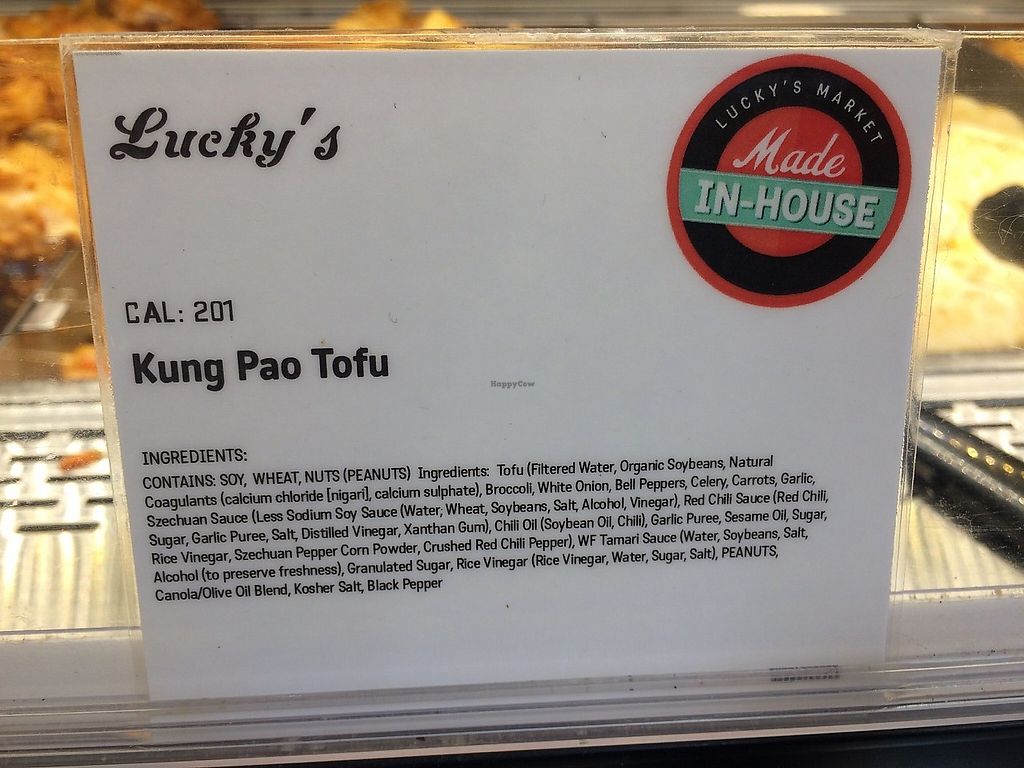 Lucky's
LUCKY'S MARKET
Made
IN-HOUSE
CAL: 201
Kung Pao Tofu
HappyCow
INGREDIENTS:
CONTAINS: SOY, WHEAT, NUTS (PEANUTS) Ingredients: Tofu (Filtered Water, Organic Soybeans, Natural
Coagulants (calcium chloride [nigari], calcium sulphate), Broccoli, White Onion, Bell Peppers, Celery, Carrots, Garlic,
Szechuan Sauce (Less Sodium Soy Sauce (Water, Wheat, Soybeans, Salt, Alcohol, Vinegar), Red Chili Sauce (Red Chili,
Sugar, Garlic Puree, Salt, Distilled Vinegar, Xanthan Gum), Chili Oil (Soybean Oil, Chili), Garlic Puree, Sesame Oil, Sugar,
Rice Vinegar, Szechuan Pepper Corn Powder, Crushed Red Chili Pepper), WF Tamari Sauce (Water, Soybeans, Salt,
Alcohol (to preserve freshness), Granulated Sugar, Rice Vinegar (Rice Vinegar, Water, Sugar, Salt), PEANUTS,
Canola/Olive Oil Blend, Kosher Salt, Black Pepper